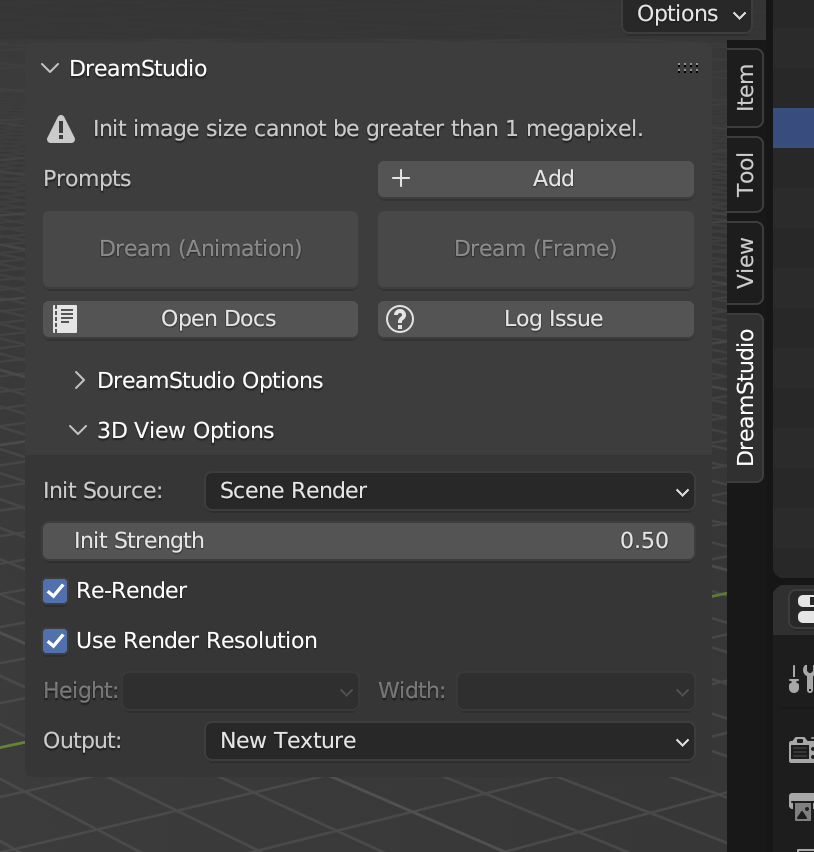 Options
DreamStudio
Init image size cannot be greater than 1 megapixel.
Prompts
Add
Dream (Animation)
Dream (Frame)
Open Docs
Log Issue
DreamStudio Options
3D View Options
Init Source:
Scene Render
Init Strength
0.50
Re-Render
Use Render Resolution
Height:
Width:
Output:
New Texture
Item
Tool
View
DreamStudio